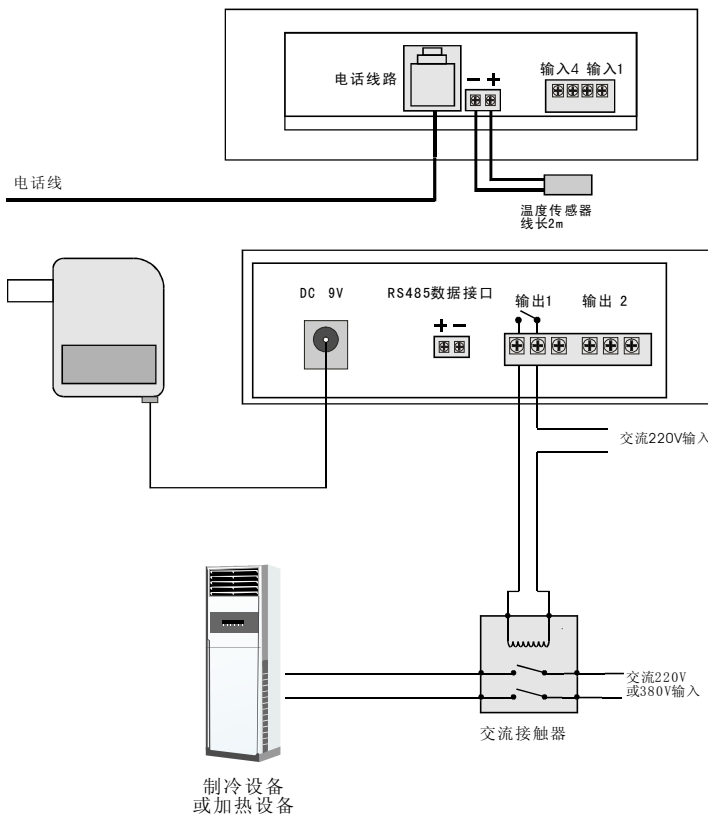 电话线路
－＋
输入4 输入1
电话线
温度传感器
线长2m
DC 9V
RS485数据接口
＋－
输出1
输出 2
交流220V输入
交流220V
或380V输入
交流接触器
制冷设备
或加热设备